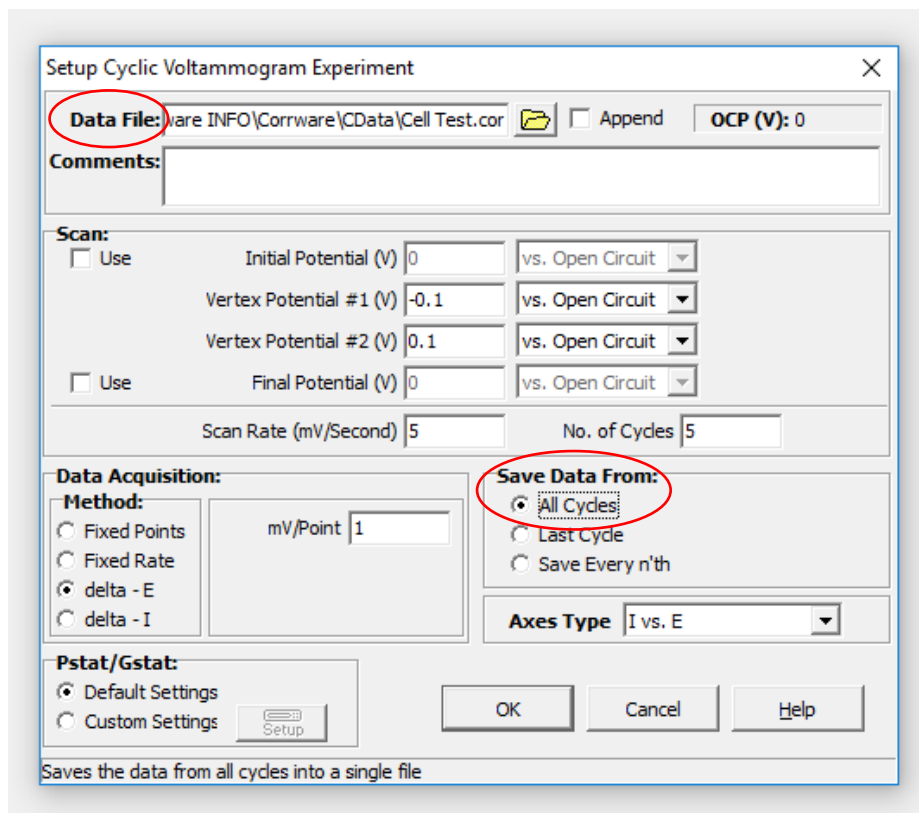 Setup Cyclic Voltammogram Experiment
Data File: ware INFO\Corrware\CData\Cell Test.cor Append OCP (V): 0
Comments:
Scan:
Use Initial Potential (V) 0 vs. Open Circuit
Vertex Potential #1 (V) -0.1 vs. Open Circuit
Vertex Potential #2 (V) 0.1 vs. Open Circuit
Use Final Potential (V) 0 vs. Open Circuit
Scan Rate (mV/Second) 5 No. of Cycles 5
Data Acquisition:
Method:
Fixed Points
Fixed Rate
delta - E
delta - I
mV/Point 1
Save Data From:
All Cycles
Last Cycle
Save Every n'th
Axes Type I vs. E
Pstat/Gstat:
Default Settings
Custom Settings Setup
OK Cancel Help
Saves the data from all cycles into a single file